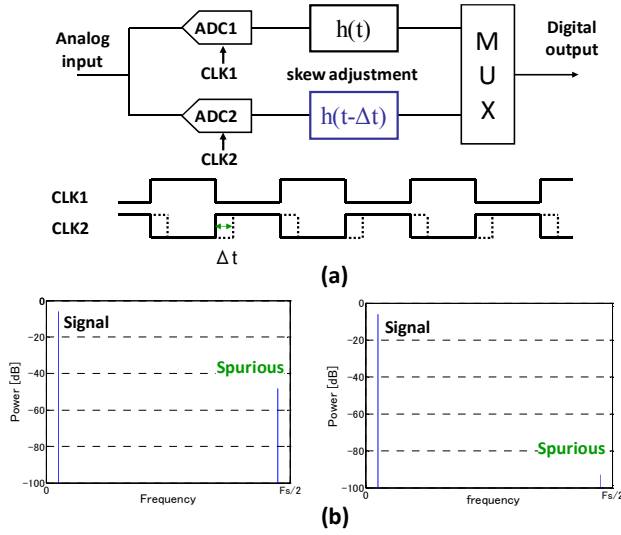 Analog
input
ADC1
CLK1
h(t)
skew adjustment
ADC2
CLK2
h(t-Δt)
M
U
X
Digital
output
CLK1
CLK2
Δ t
(a)
0
-20
-40
-60
-80
-100
Power [dB]
Signal
Spurious
0
Frequency
Fs/2
0
-20
-40
-60
-80
-100
Power [dB]
Signal
Spurious
0
frequency
Fs/2
(b)